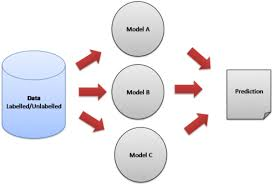 Model A
Data
Labelled/Unlabelled
Model B
Prediction
Model C